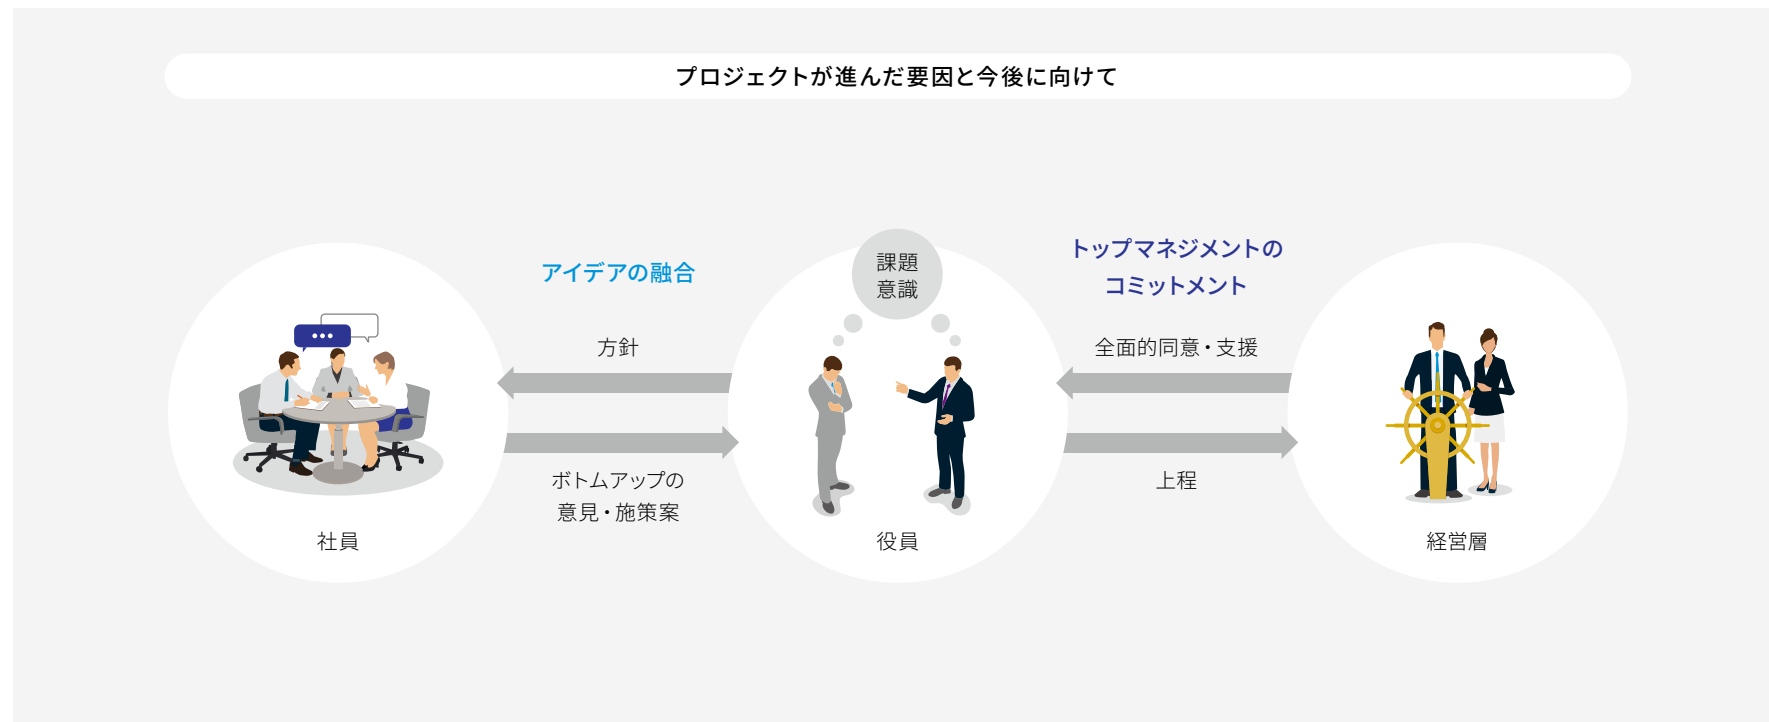 プロジェクトが進んだ要因と今後に向けて
アイデアの融合
方針
ボトムアップの
意見・施策案
社員
課題
意識
役員
トップマネジメントの
コミットメント
全面的同意・支援
上程
経営層